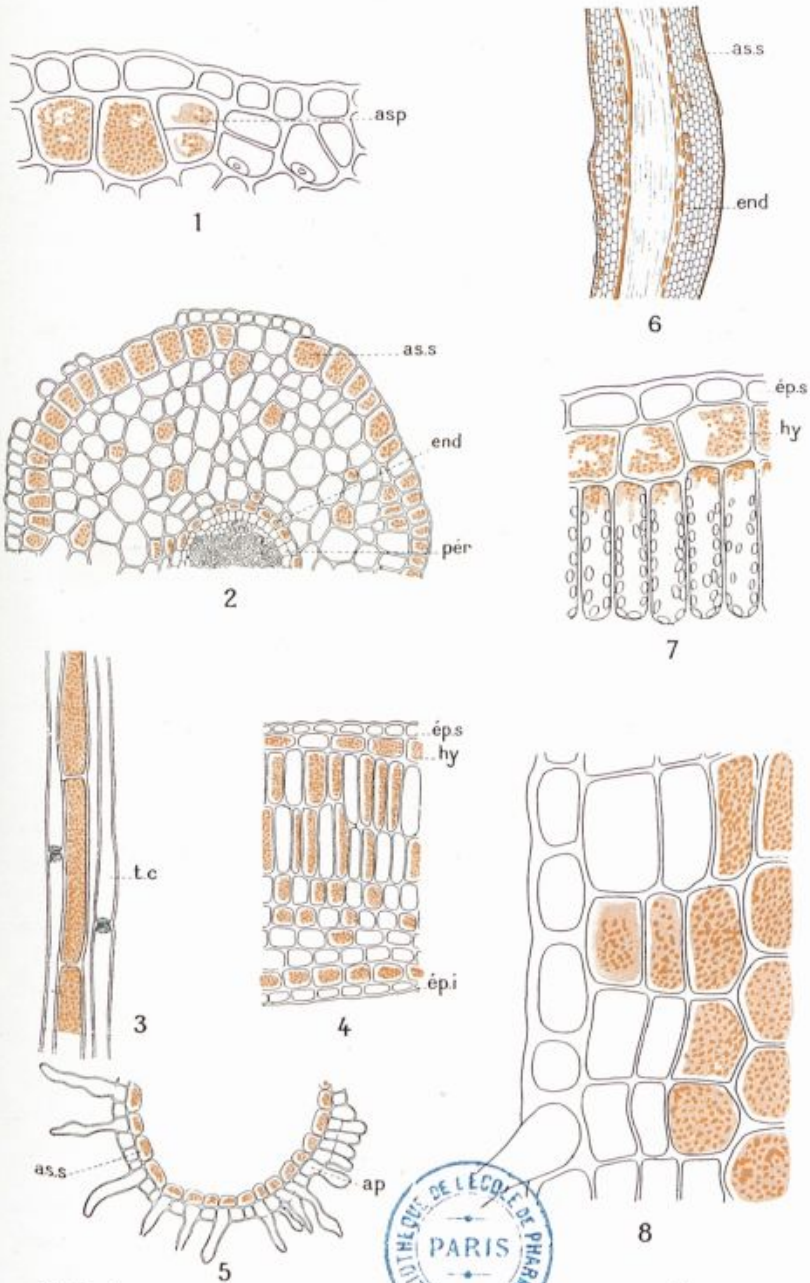 asp
1
as.s
end
6
as.s
end
pér
2
ép.s
hy
7
t.c
3
ép.s
hy
ép.i
4
as.s
ap
5
8
DE L'ÉCOLE DE
PARIS